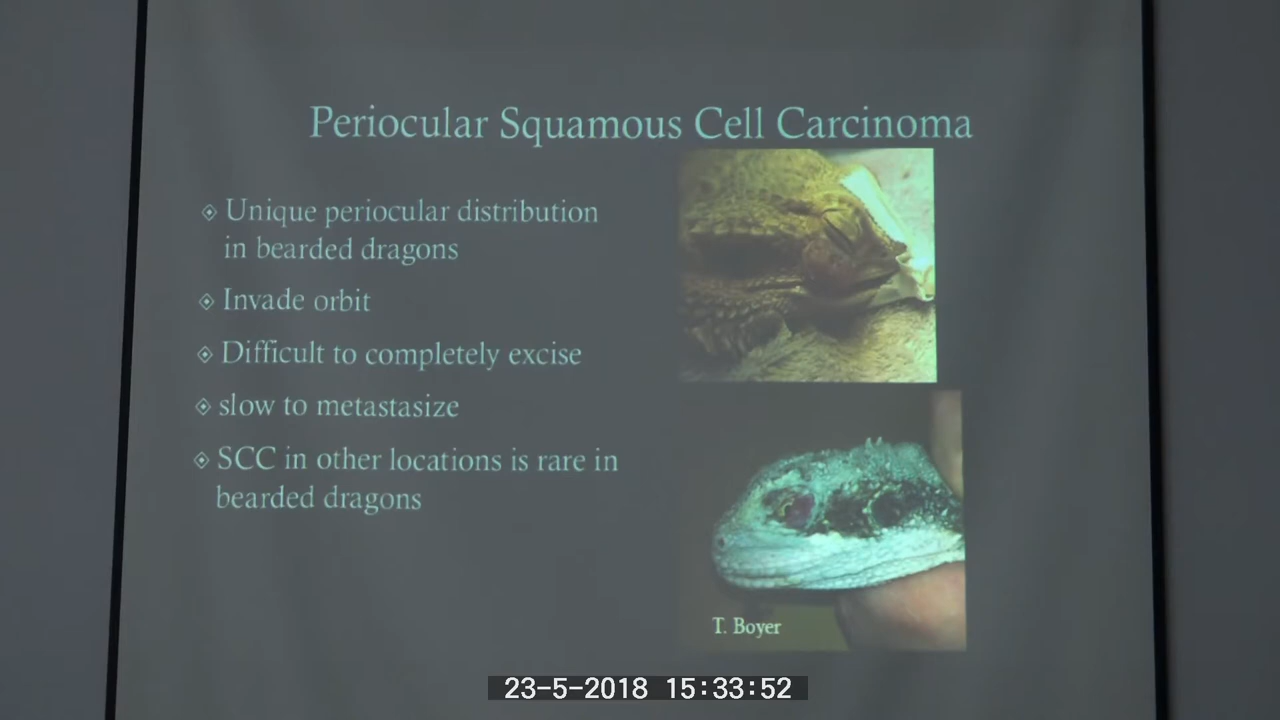 Periocular Squamous Cell Carcinoma
Unique periocular distribution
in bearded dragons
Invade orbit
Difficult to completely excise
slow to metastasize
SCC in other locations is rare in
bearded dragons
T. Boyer
23-5-2018 15:33:52